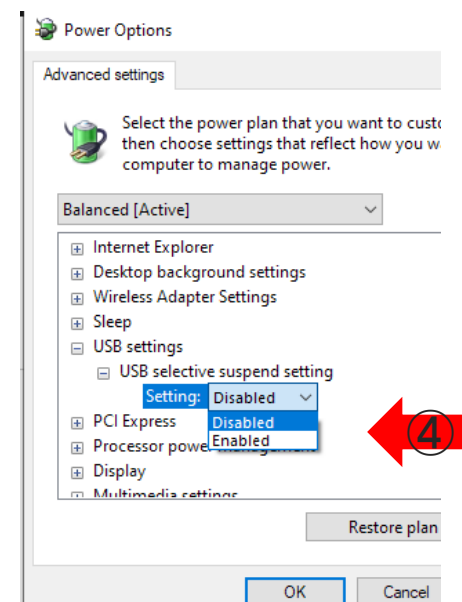 Power Options
Advanced settings
Select the power plan that you want to custo
then choose settings that reflect how you w
computer to manage power.
Balanced [Active]
Internet Explorer
Desktop background settings
Wireless Adapter Settings
Sleep
USB settings
USB selective suspend setting
Setting: Disabled
PCI Express
Disabled
Enabled
Processor power management
Display
Multimedia settings
④
Restore plan
OK
Cancel